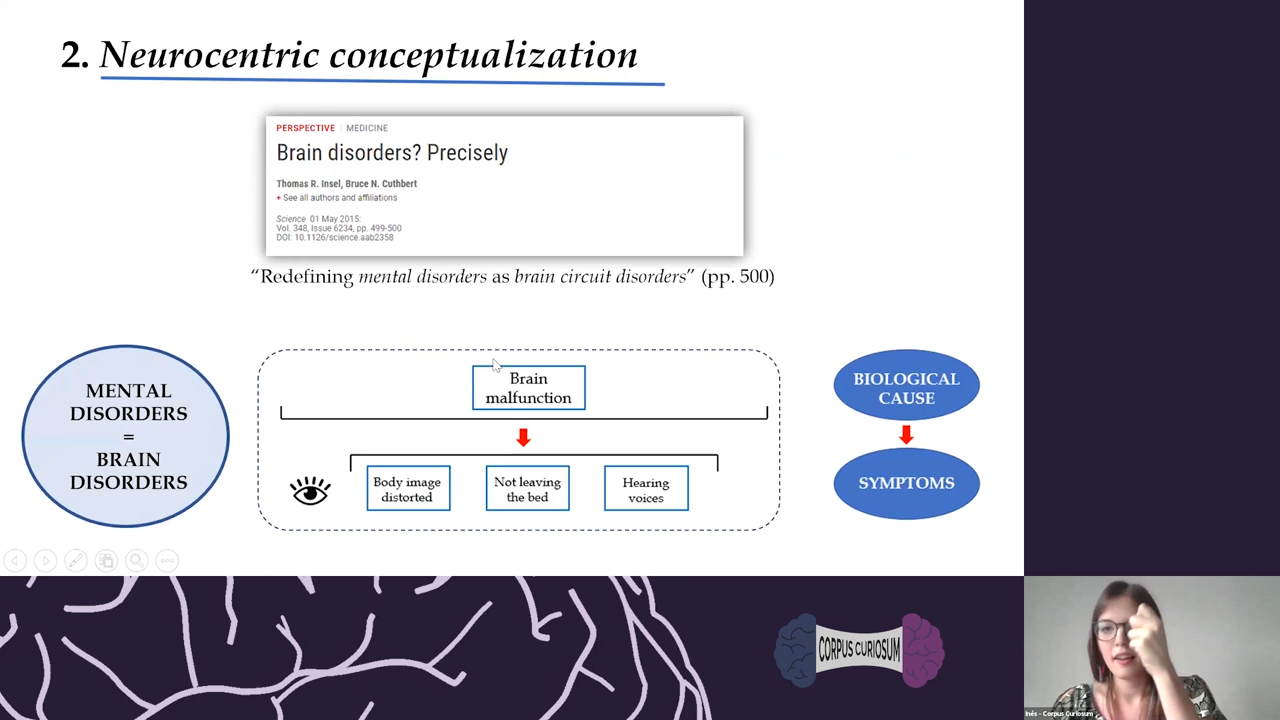 2. Neurocentric conceptualization
PERSPECTIVE | MEDICINE
Brain disorders? Precisely
Thomas R. Insel, Bruce N. Cuthbert
+ See all authors and affiliations
Science 01 May 2015:
Vol. 348, Issue 6234, pp. 499-500
DOI: 10.1126/science.aab2358
“Redefining mental disorders as brain circuit disorders” (pp. 500)
MENTAL
DISORDERS
=
BRAIN
DISORDERS
Brain
malfunction
Body image
distorted
Not leaving
the bed
Hearing
voices
BIOLOGICAL
CAUSE
SYMPTOMS
CORPUS CURIOSUM
Inés - Corpus Curiosum